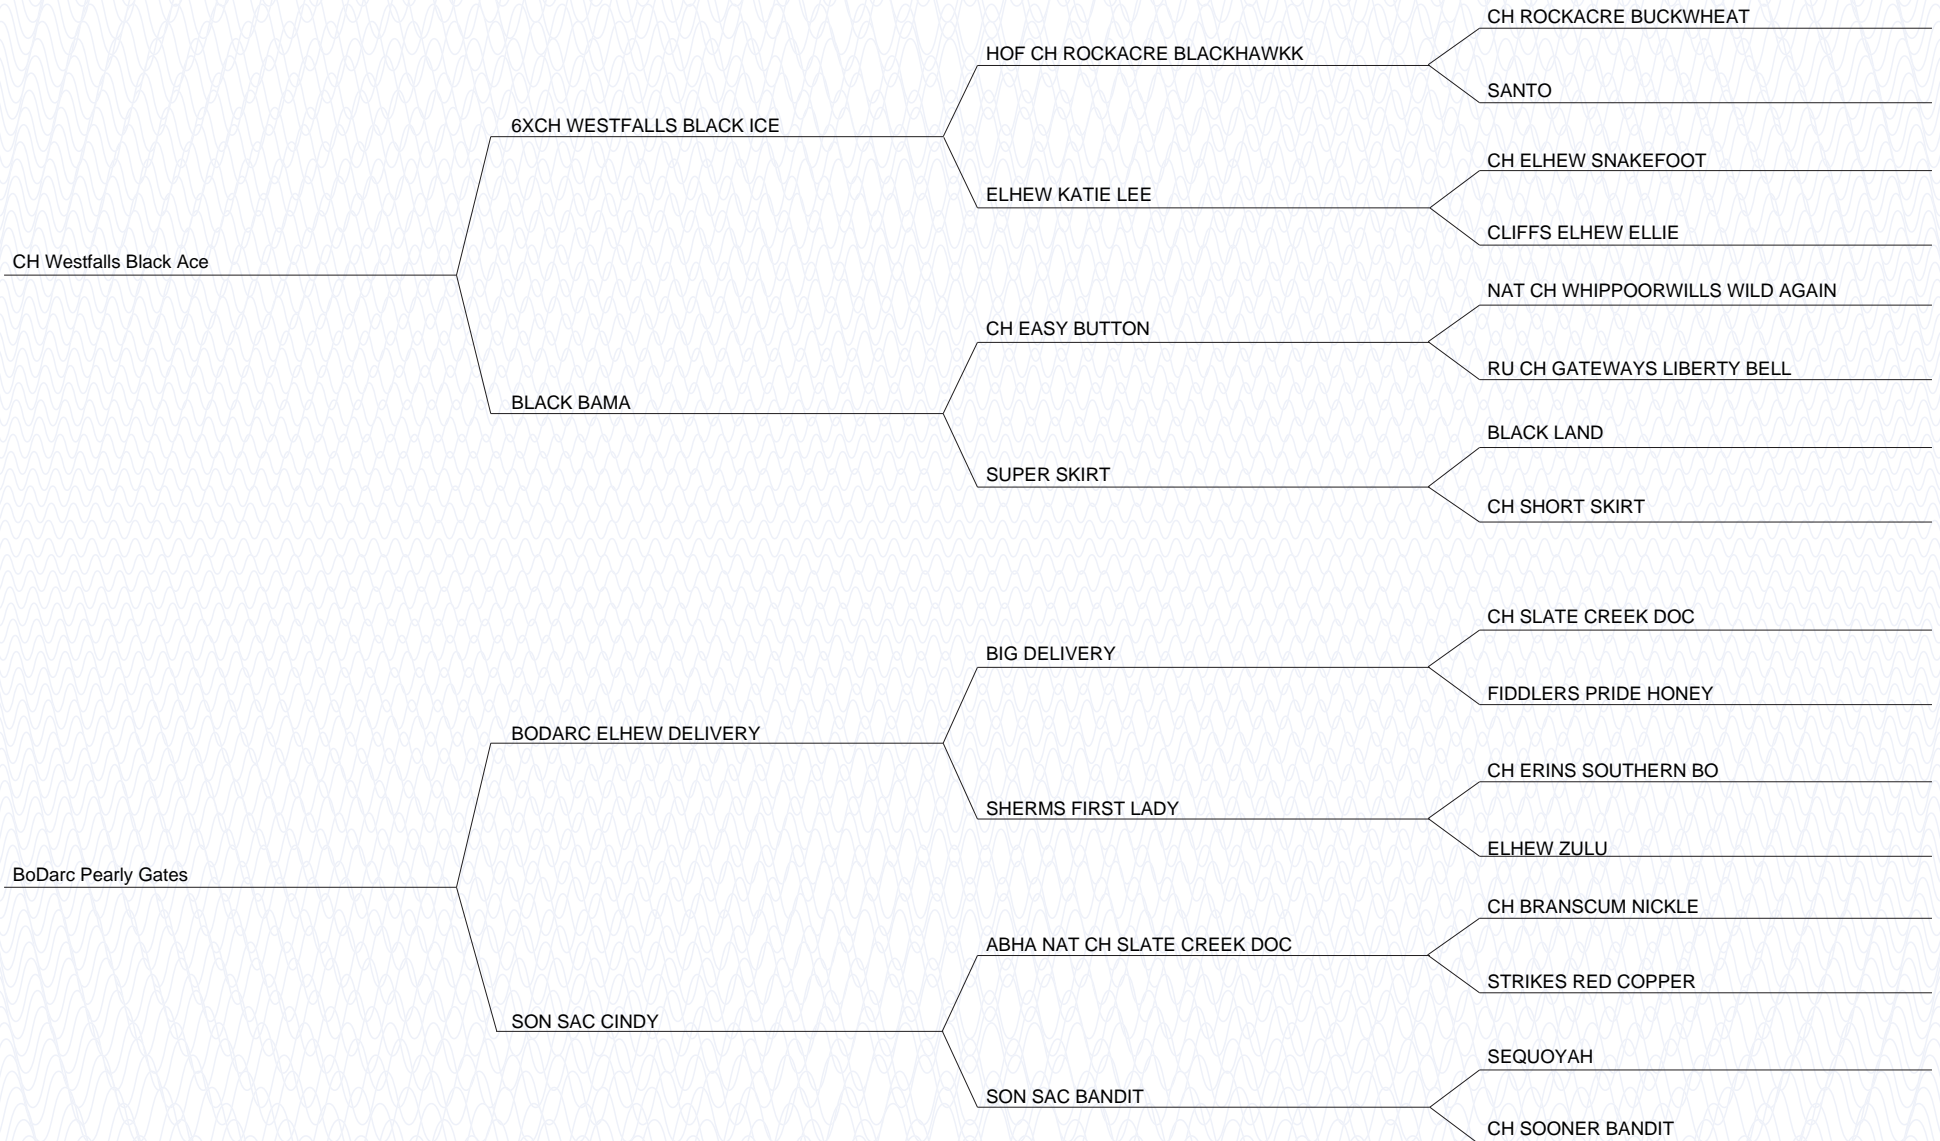 CH Westfalls Black Ace
6XCH WESTFALLS BLACK ICE
HOF CH ROCKACRE BLACKHAWKK
CH ROCKACRE BUCKWHEAT
SANTO
ELHEW KATIE LEE
CH ELHEW SNAKEFOOT
CLIFFS ELHEW ELLIE
BLACK BAMA
CH EASY BUTTON
NAT CH WHIPPOORWILLS WILD AGAIN
RU CH GATEWAYS LIBERTY BELL
SUPER SKIRT
BLACK LAND
CH SHORT SKIRT
BoDarc Pearly Gates
BODARC ELHEW DELIVERY
BIG DELIVERY
CH SLATE CREEK DOC
FIDDLERS PRIDE HONEY
SHERMS FIRST LADY
CH ERINS SOUTHERN BO
ELHEW ZULU
SON SAC CINDY
ABHA NAT CH SLATE CREEK DOC
CH BRANSCUM NICKLE
STRIKES RED COPPER
SON SAC BANDIT
SEQUOYAH
CH SOONER BANDIT